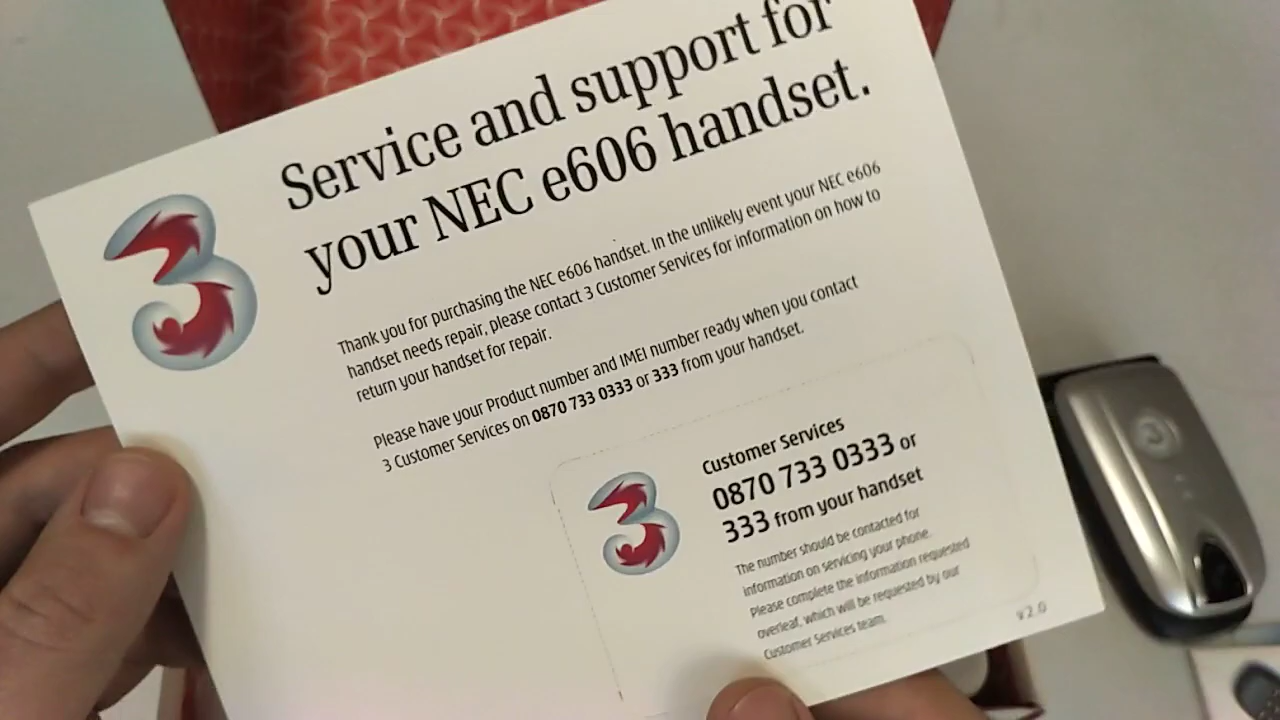 Service and support for
your NEC e606 handset.
3
Thank you for purchasing the NEC e606 handset. In the unlikely event your NEC e606
handset needs repair, please contact 3 Customer Services for information on how to
return your handset for repair.
Please have your Product number and IMEI number ready when you contact
3 Customer Services on 0870 733 0333 or 333 from your handset.
3
Customer Services
0870 733 0333 or
333 from your handset
The number should be contacted for
information on servicing your phone.
Please complete the information requested
overleaf, which will be requested by our
Customer Services team.
v 2.0
3